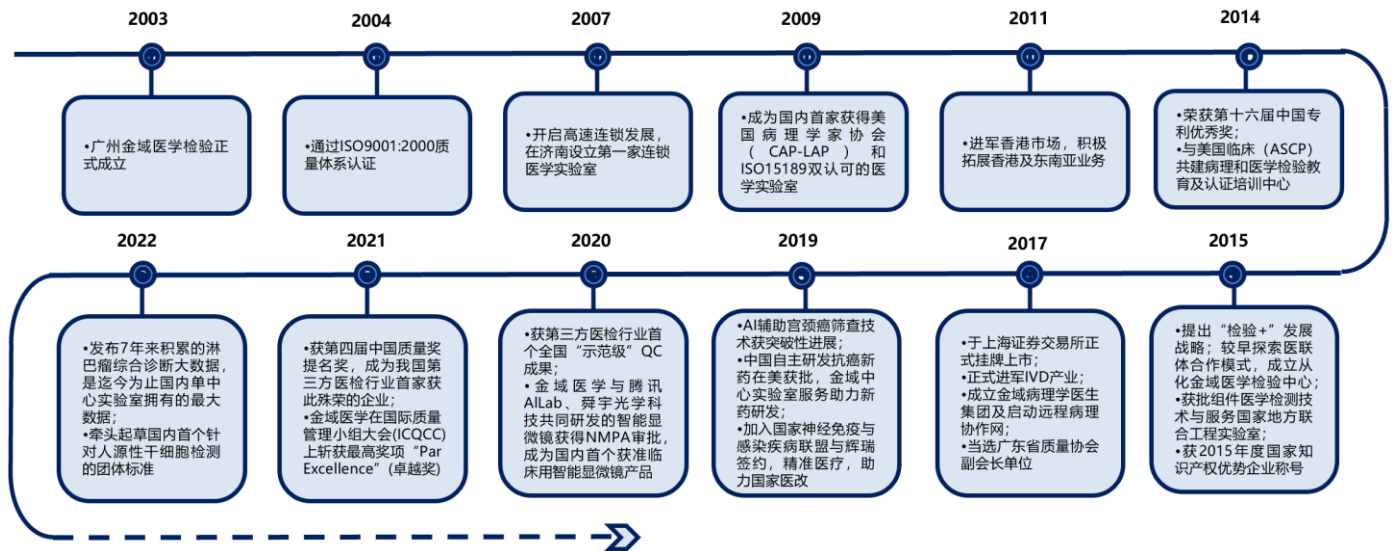 2003
•广州金域医学检验正
式成立
2004
•通过ISO9001:2000质
量体系认证
2007
•开启高速连锁发展，
在济南设立第一家连锁
医学实验室
2009
•成为国内首家获得美
国病理学家协会
（CAP-LAP）和
ISO15189双认可的医
学实验室
2011
•进军香港市场，积极
拓展香港及东南亚业务
2014
•荣获第十六届中国专
利优秀奖；
•与美国临床（ASCP）
共建病理和医学检验教
育及认证培训中心
2015
•提出“检验+”发展
战略；较早探索医联
体合作模式，成立从
化金域医学检验中心；
•获批组件医学检测技
术与服务国家地方联
合工程实验室；
•获2015年度国家知
识产权优势企业称号
2017
•于上海证券交易所正
式挂牌上市；
•正式进军IVD产业；
•成立金域病理学医生
集团及启动远程病理
协作网；
•当选广东省质量协会
副会长单位
2019
•AI辅助宫颈癌筛查技
术获突破性进展；
•中国自主研发抗癌新
药在美获批，金域中
心实验室服务助力新
药研发；
•加入国家神经免疫与
感染疾病联盟与辉瑞
签约，精准医疗，助
力国家医改
2020
•获第三方医检行业首
个全国“示范级”QC
成果；
•金域医学与腾讯
AILab、舜宇光学科
技共同研发的智能显
微镜获得NMPA审批，
成为国内首个获准临
床用智能显微镜产品
2021
•获第四届中国质量奖
提名奖，成为我国第
三方医检行业首家获
此殊荣的企业；
•金域医学在国际质量
管理小组大会(ICQCC)
上斩获最高奖项“Par
Excellence”(卓越奖)
2022
•发布7年来积累的淋
巴瘤综合诊断大数据，
是迄今为止国内单中
心实验室拥有的最大
数据；
•牵头起草国内首个针
对人源性干细胞检测
的团体标准